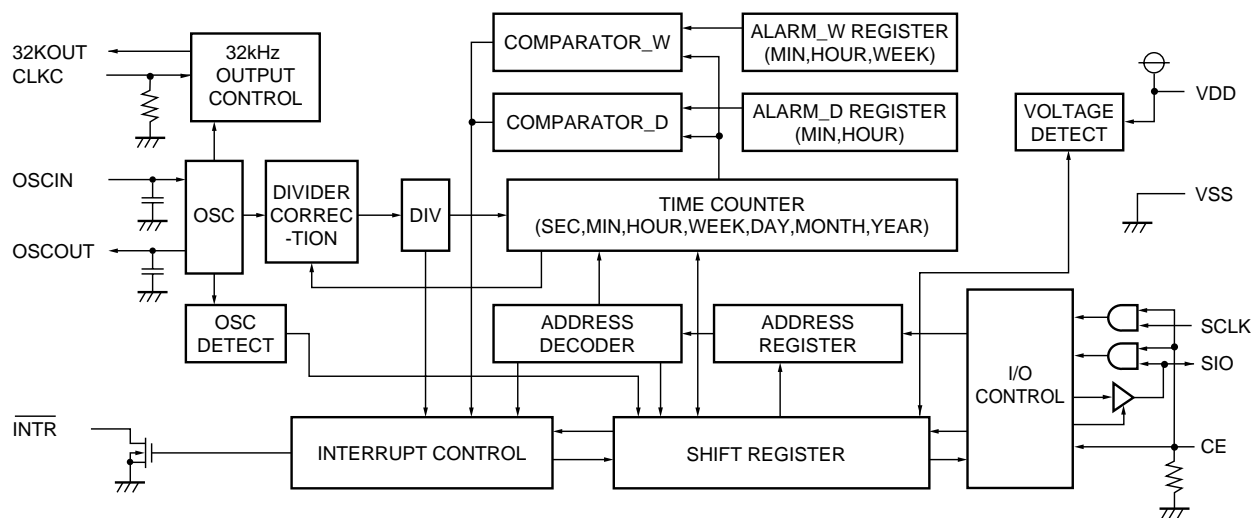 32KOUT
CLKC
32kHz
OUTPUT
CONTROL
COMPARATOR_W
ALARM_W REGISTER
(MIN,HOUR,WEEK)
COMPARATOR_D
ALARM_D REGISTER
(MIN,HOUR)
VOLTAGE
DETECT
VDD
VSS
OSCIN
OSCOUT
OSC
DIVIDER
CORREC
-TION
DIV
TIME COUNTER
(SEC,MIN,HOUR,WEEK,DAY,MONTH,YEAR)
OSC
DETECT
ADDRESS
DECODER
ADDRESS
REGISTER
I/O
CONTROL
SCLK
SIO
CE
INTR
INTERRUPT CONTROL
SHIFT REGISTER